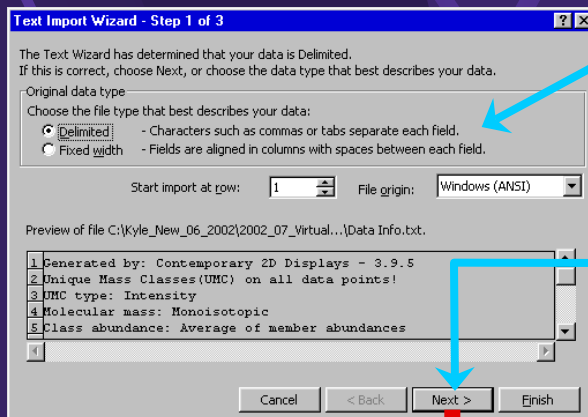 Text Import Wizard - Step 1 of 3
The Text Wizard has determined that your data is Delimited.
If this is correct, choose Next, or choose the data type that best describes your data.
Original data type
Choose the file type that best describes your data:
Delimited - Characters such as commas or tabs separate each field.
Fixed width - Fields are aligned in columns with spaces between each field.
Start import at row: 1 File origin: Windows (ANSI)
Preview of file C:\Kyle_New_06_2002\2002_07_Virtual...\Data Info.txt.
1 Generated by: Contemporary 2D Displays - 3.9.5
2 Unique Mass Classes(UMC) on all data points!
3 UMC type: Intensity
4 Molecular mass: Monoisotopic
5 Class abundance: Average of member abundances
Cancel < Back Next > Finish